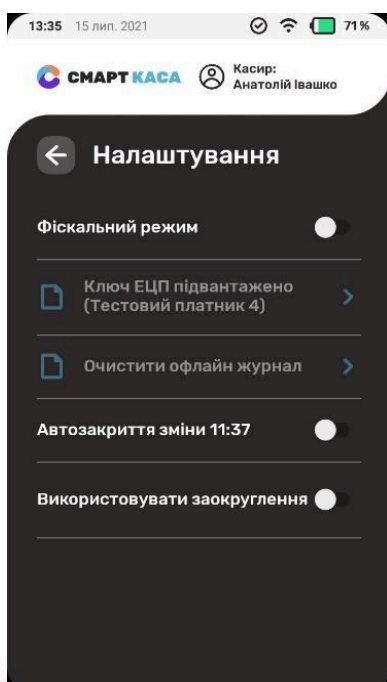 13:35 15 лип. 2021 71%
СМАРТ КАСА
Касир:
Анатолій Івашко
Налаштування
Фіскальний режим
Ключ ЕЦП підвантажено
(Тестовий платник 4)
Очистити офлайн журнал
Автозакриття зміни 11:37
Використовувати заокруглення